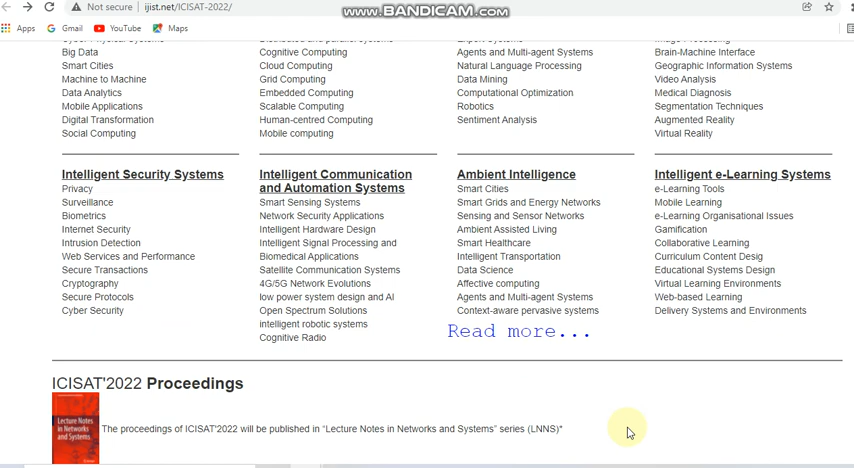 WWW.BANDICAM.COM
Not secure
ijist.net/ICISAT-2022/
Apps
Gmail
YouTube
Maps
Big Data
Smart Cities
Machine to Machine
Data Analytics
Mobile Applications
Digital Transformation
Social Computing
Cognitive Computing
Cloud Computing
Grid Computing
Embedded Computing
Scalable Computing
Human-centred Computing
Mobile computing
Expert Systems
Agents and Multi-agent Systems
Natural Language Processing
Data Mining
Computational Optimization
Robotics
Sentiment Analysis
Image Processing
Brain-Machine Interface
Geographic Information Systems
Video Analysis
Medical Diagnosis
Segmentation Techniques
Augmented Reality
Virtual Reality
Intelligent Security Systems
Privacy
Surveillance
Biometrics
Internet Security
Intrusion Detection
Web Services and Performance
Secure Transactions
Cryptography
Secure Protocols
Cyber Security
Intelligent Communication
and Automation Systems
Smart Sensing Systems
Network Security Applications
Intelligent Hardware Design
Intelligent Signal Processing and
Biomedical Applications
Satellite Communication Systems
4G/5G Network Evolutions
low power system design and AI
Open Spectrum Solutions
intelligent robotic systems
Cognitive Radio
Ambient Intelligence
Smart Cities
Smart Grids and Energy Networks
Sensing and Sensor Networks
Ambient Assisted Living
Smart Healthcare
Intelligent Transportation
Data Science
Affective computing
Agents and Multi-agent Systems
Context-aware pervasive systems
Read more...
Intelligent e-Learning Systems
e-Learning Tools
Mobile Learning
e-Learning Organisational Issues
Gamification
Collaborative Learning
Curriculum Content Desig
Educational Systems Design
Virtual Learning Environments
Web-based Learning
Delivery Systems and Environments
ICISAT'2022 Proceedings
Lecture Notes
in Networks
and Systems
The proceedings of ICISAT'2022 will be published in "Lecture Notes in Networks and Systems" series (LNNS)*